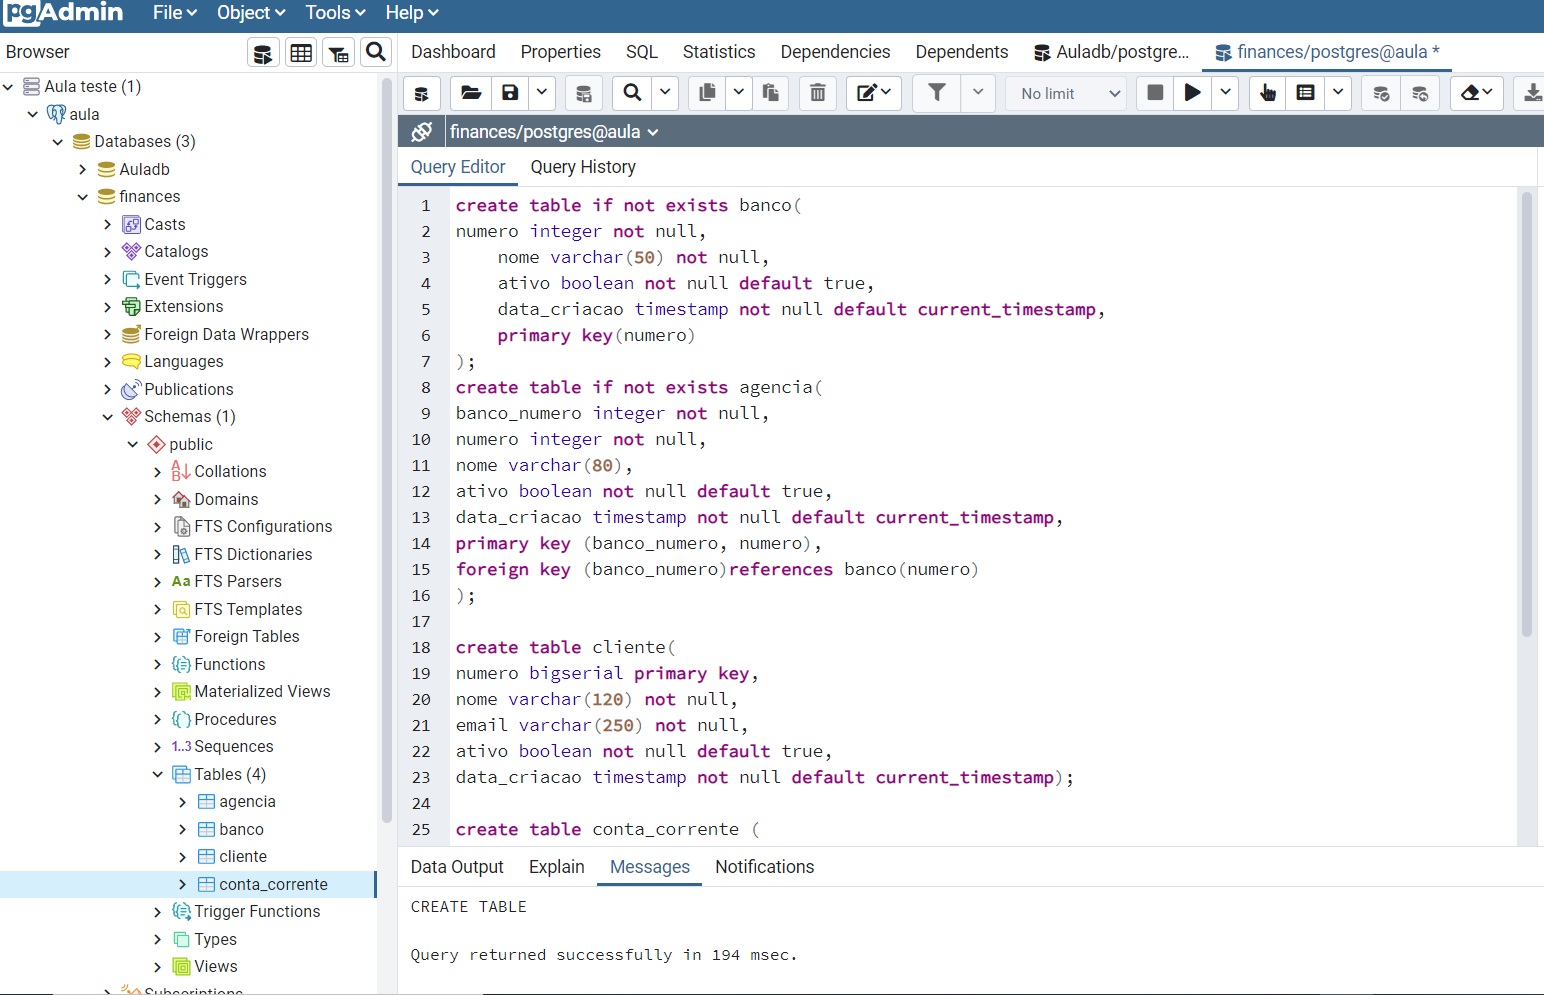 pgAdmin File Object Tools Help
Browser
Dashboard Properties SQL Statistics Dependencies Dependents Auladb/postgre... finances/postgres@aula *
No limit
finances/postgres@aula
Query Editor Query History
Aula teste (1)
aula
Databases (3)
Auladb
finances
Casts
Catalogs
Event Triggers
Extensions
Foreign Data Wrappers
Languages
Publications
Schemas (1)
public
Collations
Domains
FTS Configurations
FTS Dictionaries
Aa FTS Parsers
FTS Templates
Foreign Tables
Functions
Materialized Views
Procedures
1..3 Sequences
Tables (4)
agencia
banco
cliente
conta_corrente
Trigger Functions
Types
Views
Subscriptions
1 create table if not exists banco(
2 numero integer not null,
3     nome varchar(50) not null,
4     ativo boolean not null default true,
5     data_criacao timestamp not null default current_timestamp,
6     primary key(numero)
7 );
8 create table if not exists agencia(
9 banco_numero integer not null,
10 numero integer not null,
11 nome varchar(80),
12 ativo boolean not null default true,
13 data_criacao timestamp not null default current_timestamp,
14 primary key (banco_numero, numero),
15 foreign key (banco_numero)references banco(numero)
16 );
17
18 create table cliente(
19 numero bigserial primary key,
20 nome varchar(120) not null,
21 email varchar(250) not null,
22 ativo boolean not null default true,
23 data_criacao timestamp not null default current_timestamp);
24
25 create table conta_corrente (
Data Output Explain Messages Notifications
CREATE TABLE
Query returned successfully in 194 msec.